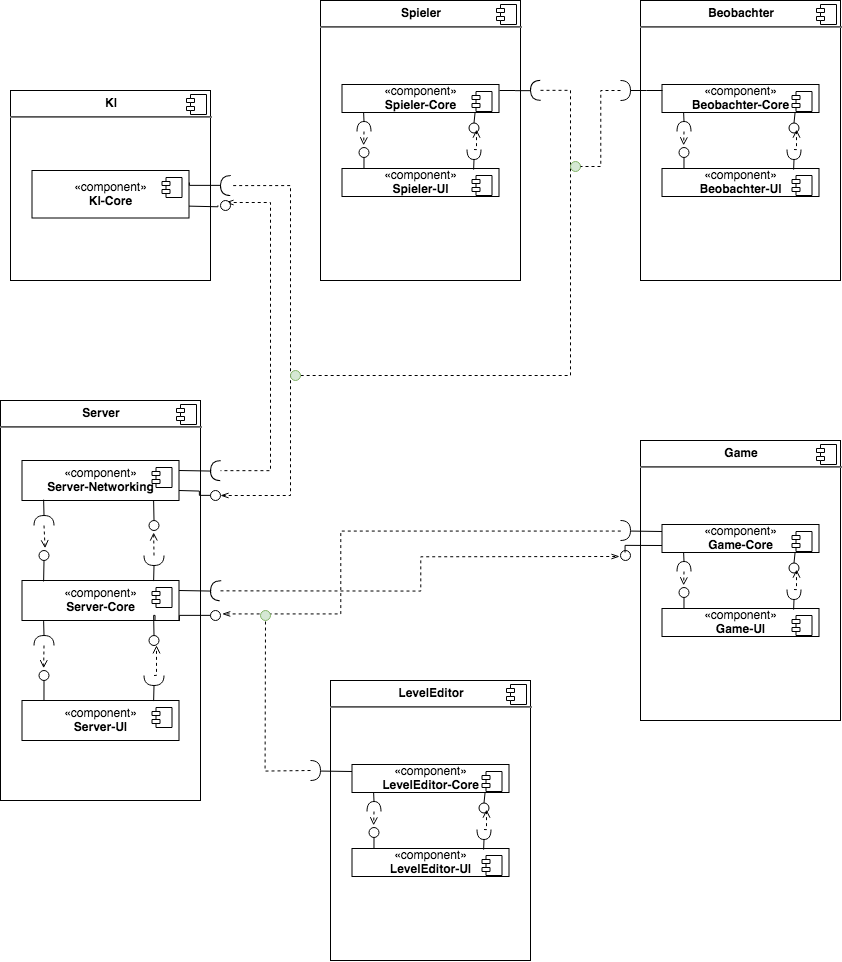 Spieler
«component»
Spieler-Core
«component»
Spieler-UI
Beobachter
«component»
Beobachter-Core
«component»
Beobachter-UI
KI
«component»
KI-Core
Server
«component»
Server-Networking
«component»
Server-Core
«component»
Server-UI
Game
«component»
Game-Core
«component»
Game-UI
LevelEditor
«component»
LevelEditor-Core
«component»
LevelEditor-UI